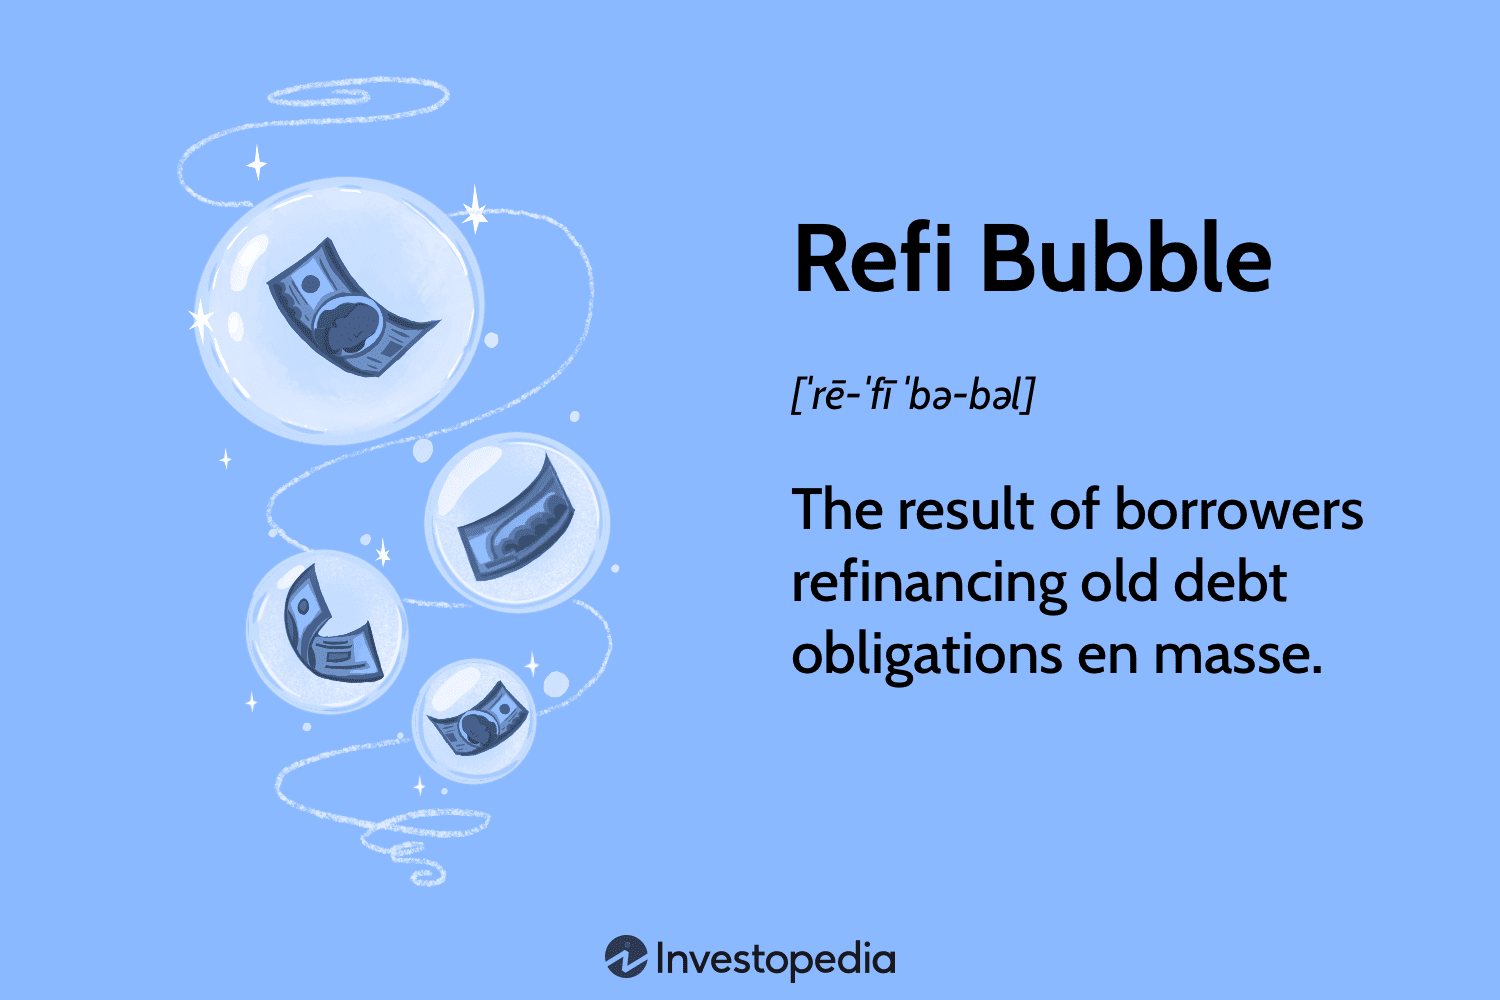 Refi Bubble
[ˈrē-ˈfī ˈbə-bəl]
The result of borrowers
refinancing old debt
obligations en masse.
Investopedia